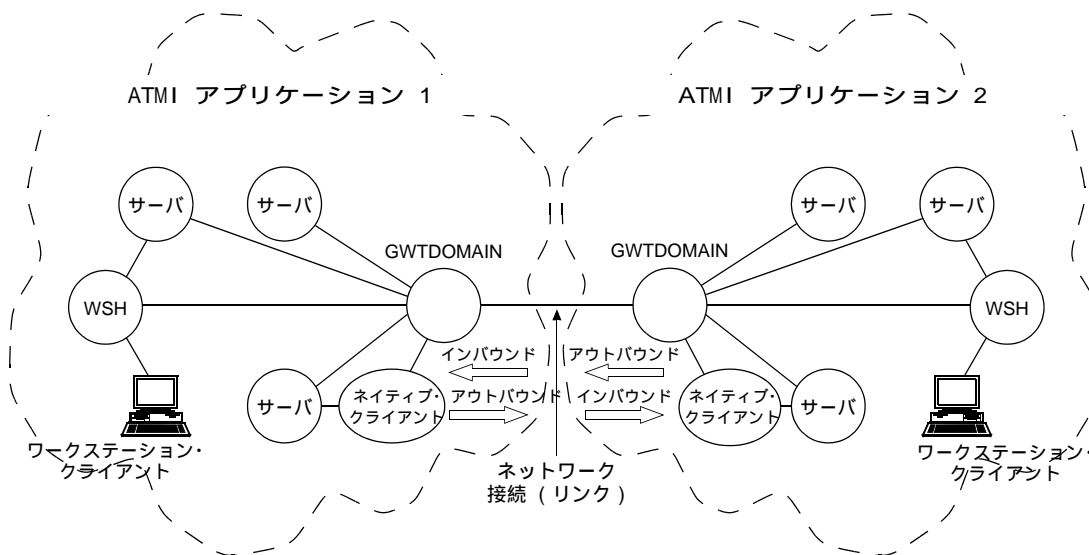 ATMI アプリケーション 1
ATMI アプリケーション 2
サーバ
サーバ
サーバ
サーバ
GWTDOMAIN
GWTDOMAIN
WSH
WSH
インバウンド
アウトバウンド
サーバ
ネイティブ・
クライアント
アウトバウンド
インバウンド
ネイティブ・
クライアント
サーバ
ワークステーション・
クライアント
ネットワーク
接続 ( リンク )
ワークステーション・
クライアント